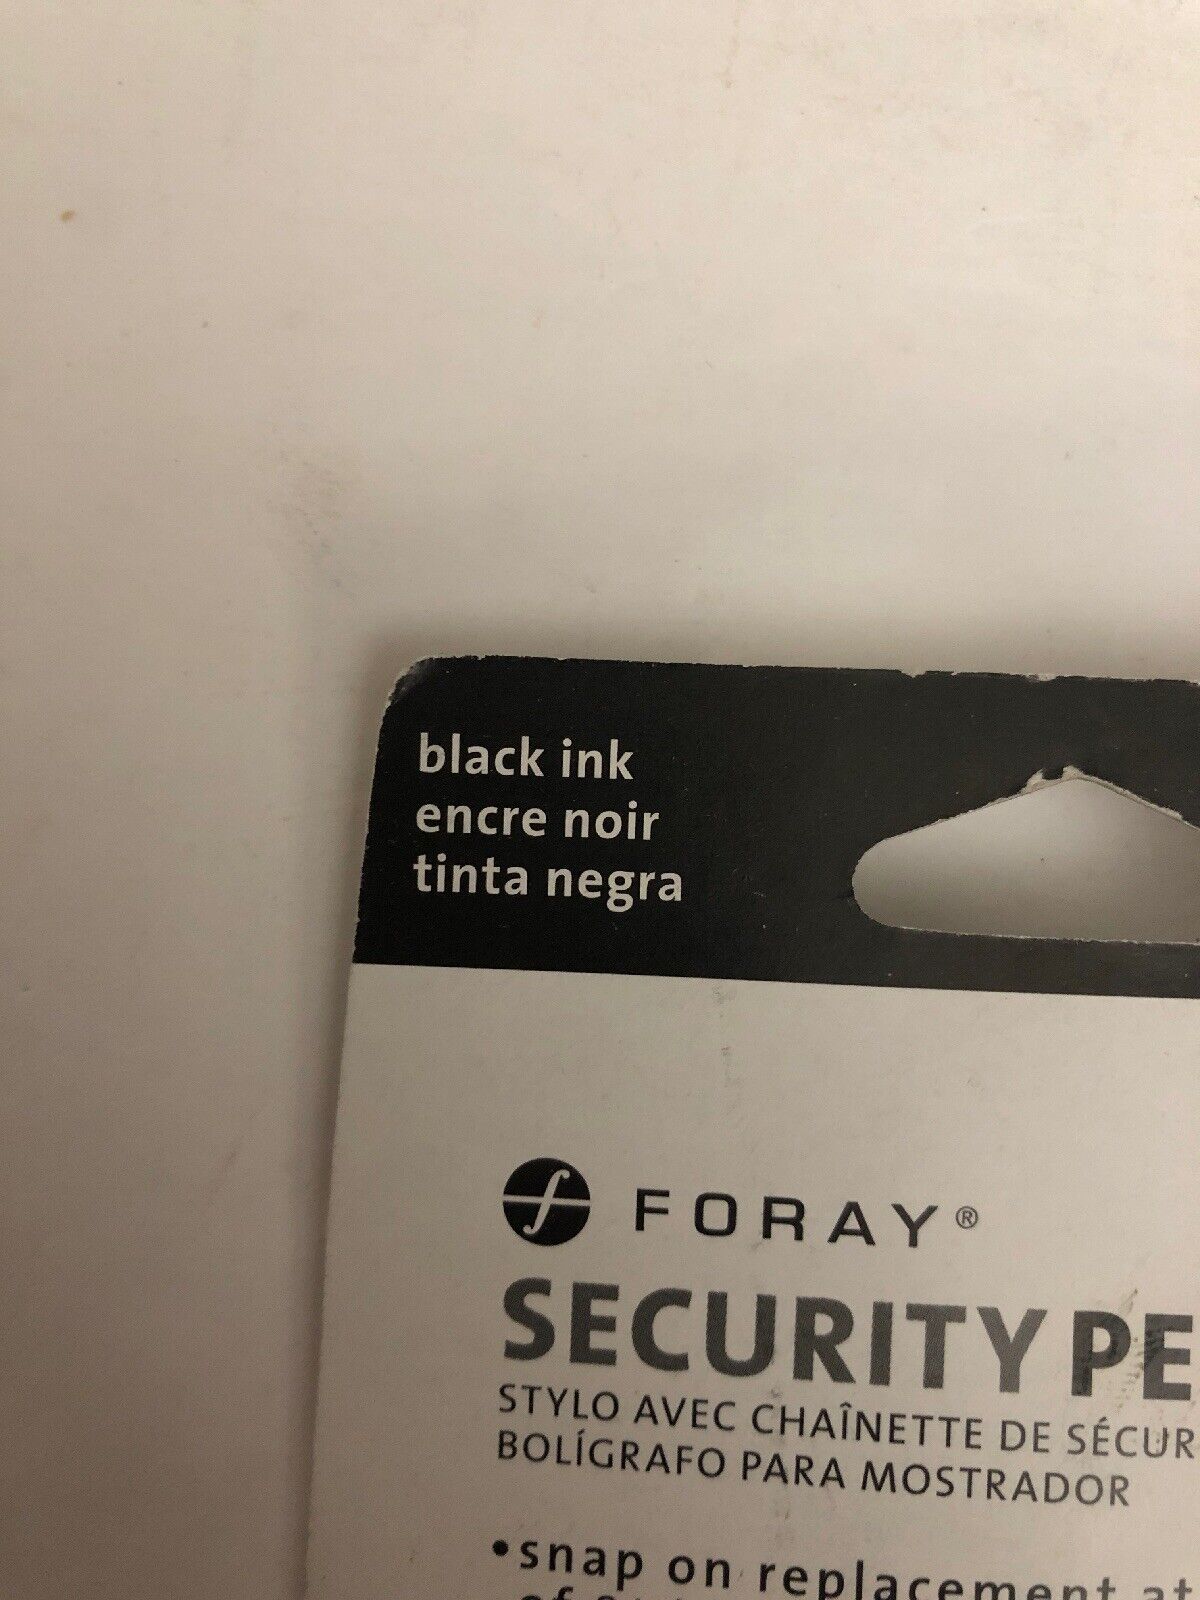 black ink
encre noir
tinta negra
FORAY®
SECURITY PE
STYLO AVEC CHAÎNETTE DE SÉCUR
BOLÍGRAFO PARA MOSTRADOR
•snap on replacement at